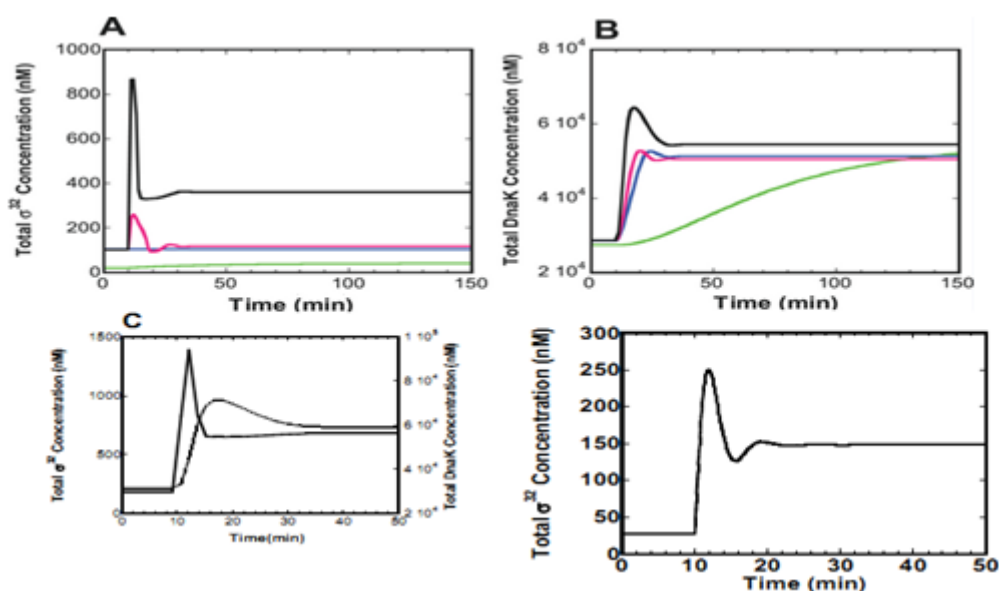 A
Total σ³² Concentration (nM)
1000
800
600
400
200
0
0 50 100 150
Time (min)
B
Total DnaK Concentration (nM)
8 10⁴
6 10⁴
4 10⁴
2 10⁴
0 50 100 150
Time (min)
C
Total σ³² Concentration (nM)
1500
1000
500
0
0 10 20 30 40 50
Time(min)
Total DnaK Concentration (nM)
8 10⁴
6 10⁴
4 10⁴
2 10⁴
Total σ³² Concentration (nM)
300
250
200
150
100
50
0
0 10 20 30 40 50
Time (min)